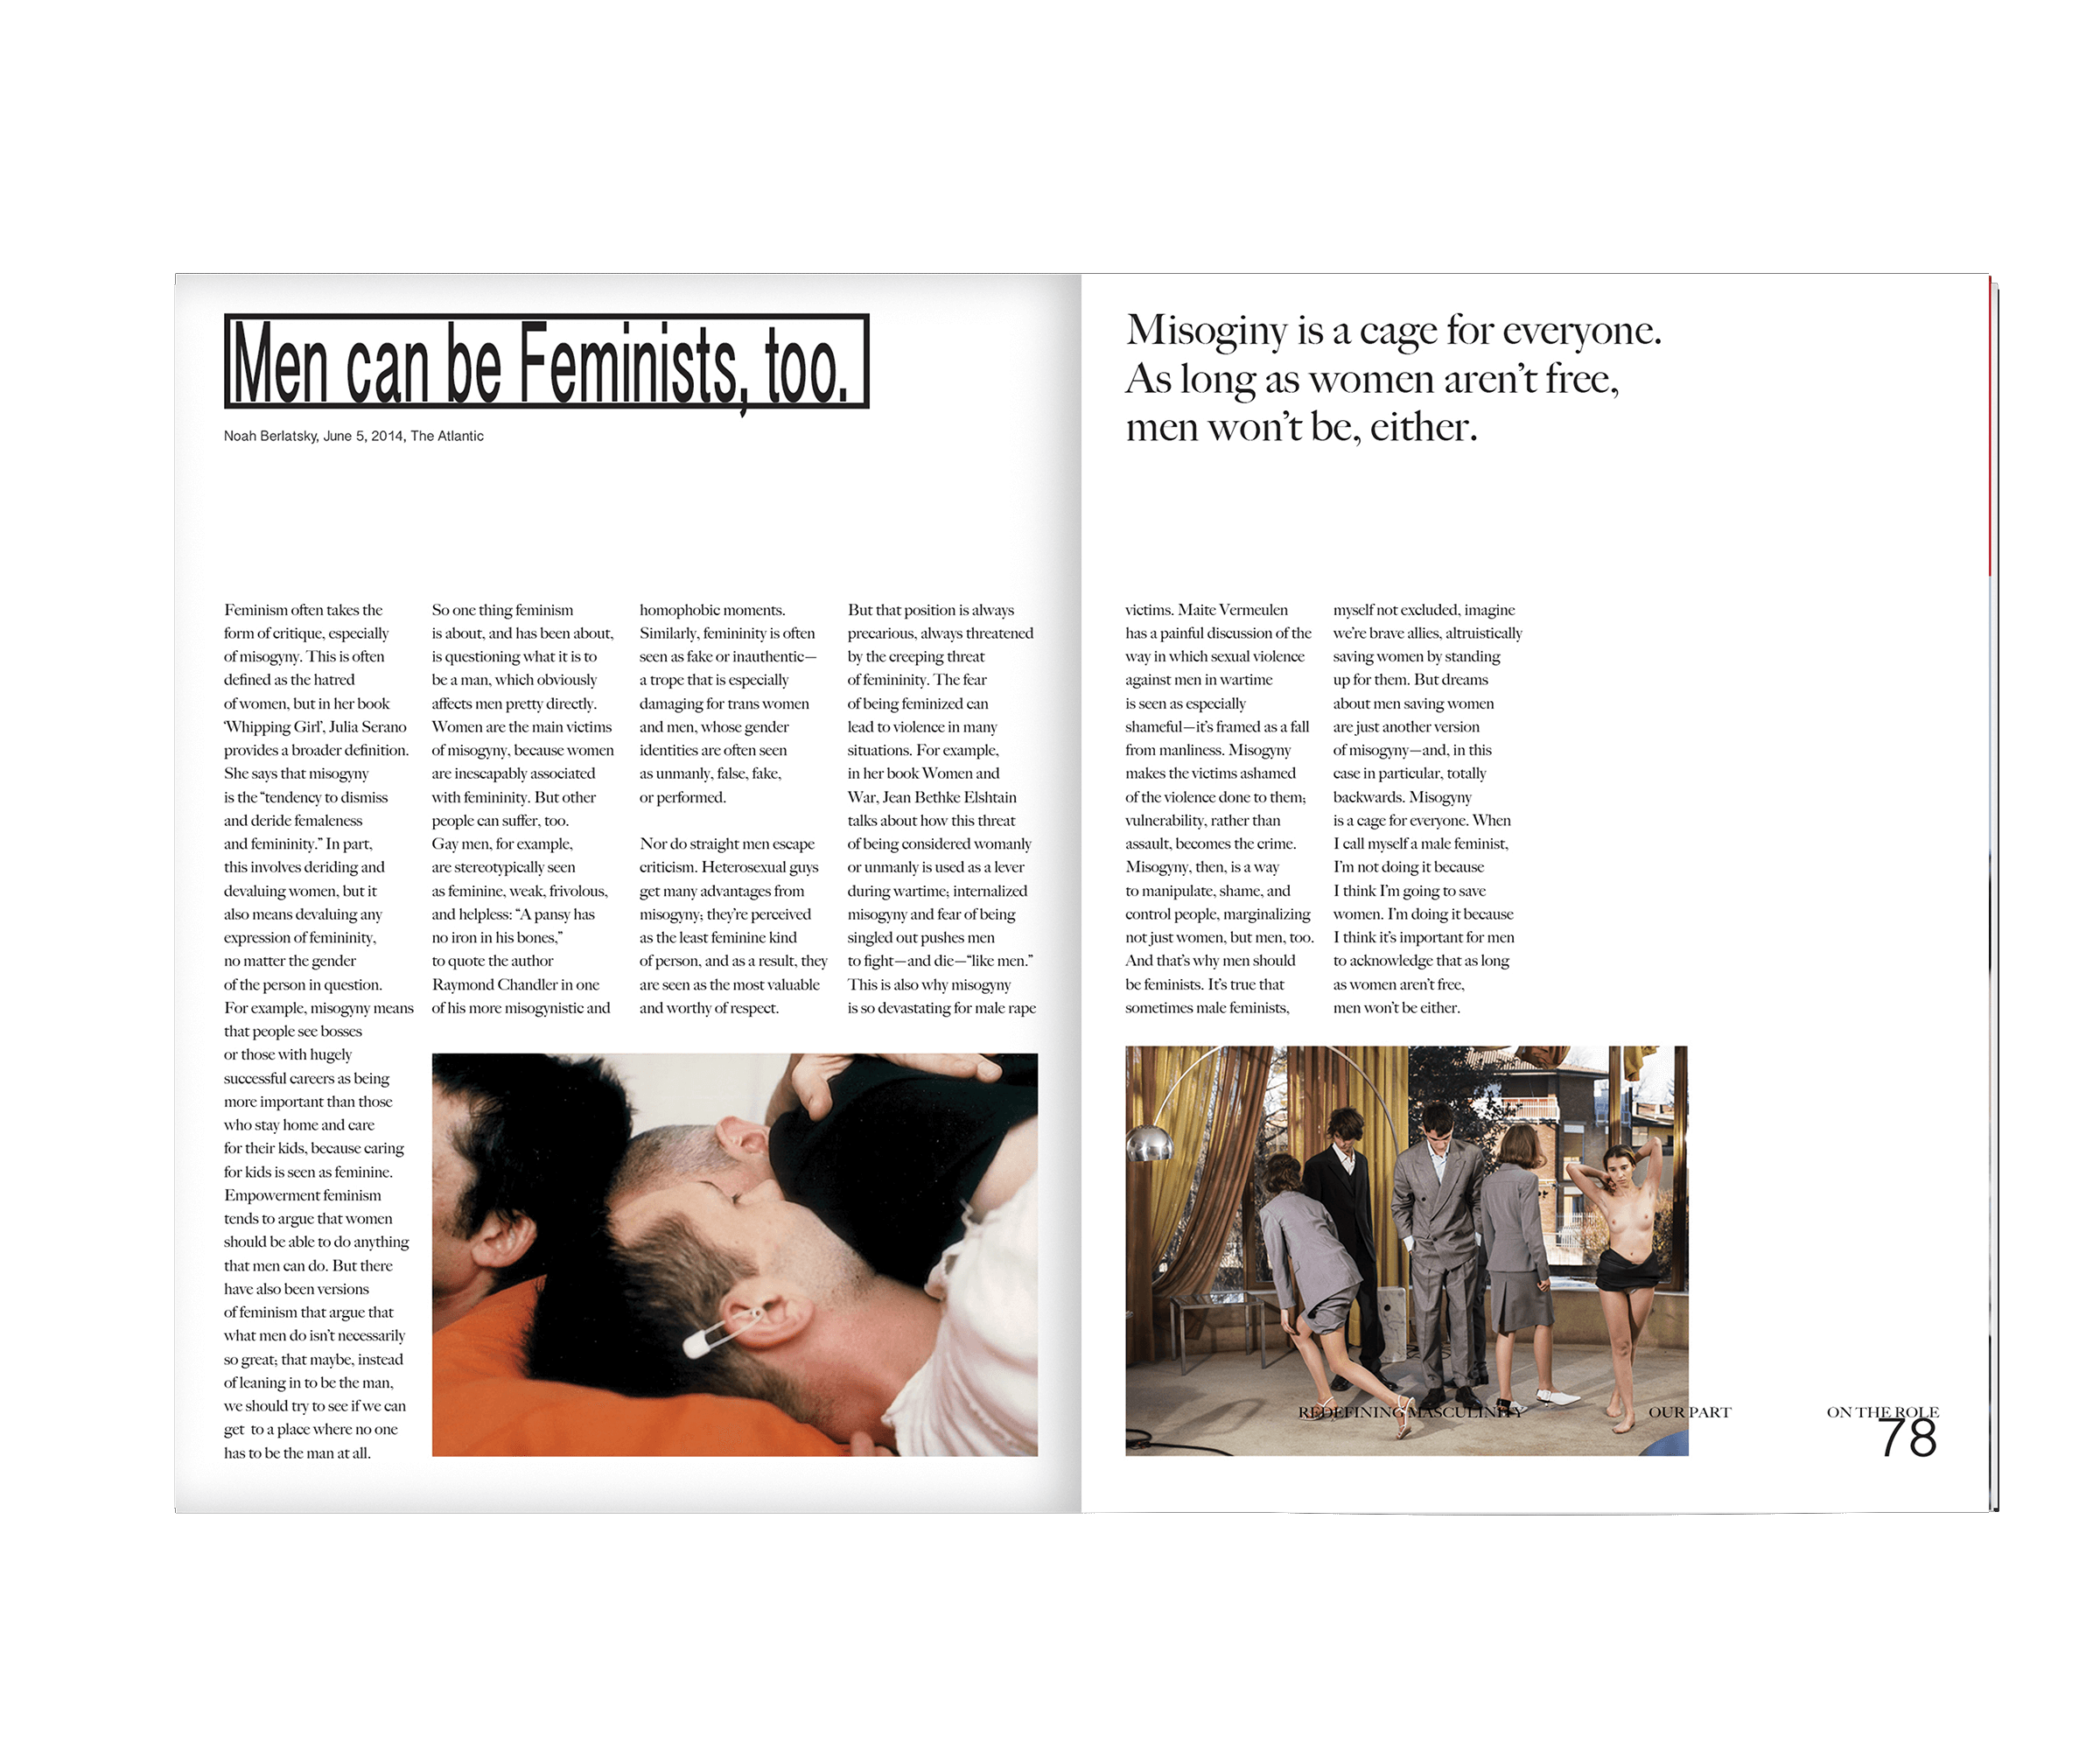 Men can be Feminists, too.
Noah Berlatsky, June 5, 2014, The Atlantic
Feminism often takes the
form of critique, especially
of misogyny. This is often
defined as the hatred
of women, but in her book
‘Whipping Girl’, Julia Serano
provides a broader definition.
She says that misogyny
is the “tendency to dismiss
and deride femaleness
and femininity.” In part,
this involves deriding and
devaluing women, but it
also means devaluing any
expression of femininity,
no matter the gender
of the person in question.
For example, misogyny means
that people see bosses
or those with hugely
successful careers as being
more important than those
who stay home and care
for their kids, because caring
for kids is seen as feminine.
Empowerment feminism
tends to argue that women
should be able to do anything
that men can do. But there
have also been versions
of feminism that argue that
what men do isn’t necessarily
so great; that maybe, instead
of leaning in to be the man,
we should try to see if we can
get to a place where no one
has to be the man at all.
So one thing feminism
is about, and has been about,
is questioning what it is to
be a man, which obviously
affects men pretty directly.
Women are the main victims
of misogyny, because women
are inescapably associated
with femininity. But other
people can suffer, too.
Gay men, for example,
are stereotypically seen
as feminine, weak, frivolous,
and helpless: “A pansy has
no iron in his bones,”
to quote the author
Raymond Chandler in one
of his more misogynistic and
homophobic moments.
Similarly, femininity is often
seen as fake or inauthentic—
a trope that is especially
damaging for trans women
and men, whose gender
identities are often seen
as unmanly, false, fake,
or performed.
Nor do straight men escape
criticism. Heterosexual guys
get many advantages from
misogyny; they’re perceived
as the least feminine kind
of person, and as a result, they
are seen as the most valuable
and worthy of respect.
But that position is always
precarious, always threatened
by the creeping threat
of femininity. The fear
of being feminized can
lead to violence in many
situations. For example,
in her book Women and
War, Jean Bethke Elshtain
talks about how this threat
of being considered womanly
or unmanly is used as a lever
during wartime; internalized
misogyny and fear of being
singled out pushes men
to fight—and die—“like men.”
This is also why misogyny
is so devastating for male rape
Misoginy is a cage for everyone.
As long as women aren’t free,
men won’t be, either.
victims. Maite Vermeulen
has a painful discussion of the
way in which sexual violence
against men in wartime
is seen as especially
shameful—it’s framed as a fall
from manliness. Misogyny
makes the victims ashamed
of the violence done to them;
vulnerability, rather than
assault, becomes the crime.
Misogyny, then, is a way
to manipulate, shame, and
control people, marginalizing
not just women, but men, too.
And that’s why men should
be feminists. It’s true that
sometimes male feminists,
myself not excluded, imagine
we’re brave allies, altruistically
saving women by standing
up for them. But dreams
about men saving women
are just another version
of misogyny—and, in this
case in particular, totally
backwards. Misogyny
is a cage for everyone. When
I call myself a male feminist,
I’m not doing it because
I think I’m going to save
women. I’m doing it because
I think it’s important for men
to acknowledge that as long
as women aren’t free,
men won’t be either.
REDEFINING MASCULINITY
OUR PART
ON THE ROLE
78